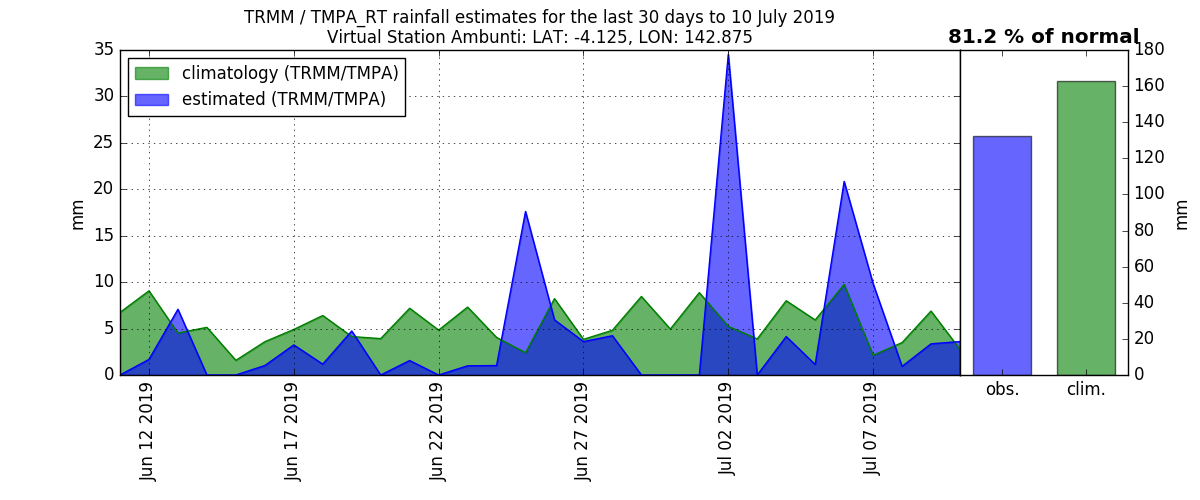 TRMM / TMPA_RT rainfall estimates for the last 30 days to 10 July 2019
Virtual Station Ambunti: LAT: -4.125, LON: 142.875
81.2 % of normal
climatology (TRMM/TMPA)
estimated (TRMM/TMPA)
mm
35
30
25
20
15
10
5
0
Jun 12 2019
Jun 17 2019
Jun 22 2019
Jun 27 2019
Jul 02 2019
Jul 07 2019
obs.
clim.
180
160
140
120
100
80
60
40
20
0
mm